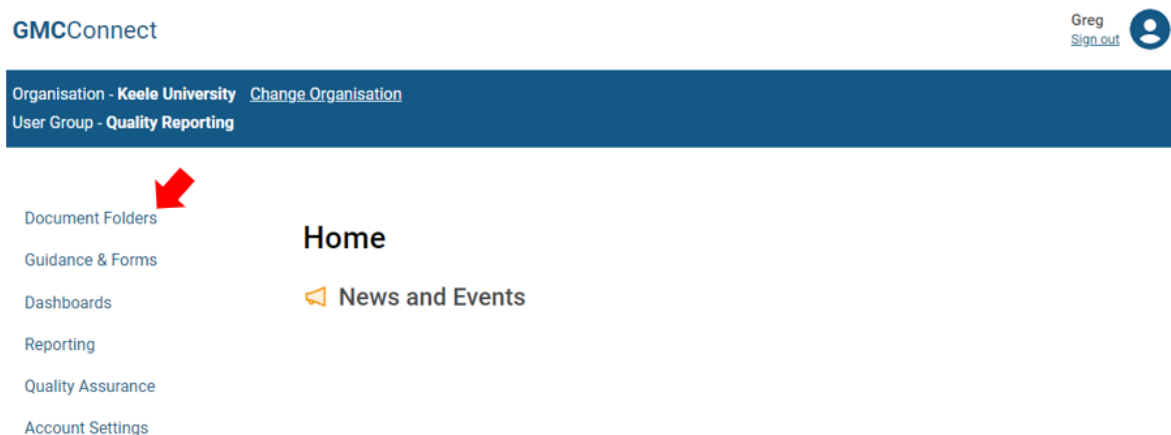 GMCConnect
Greg
Sign out
Organisation - Keele University Change Organisation
User Group - Quality Reporting
Document Folders
Guidance & Forms
Dashboards
Reporting
Quality Assurance
Account Settings
Home
News and Events